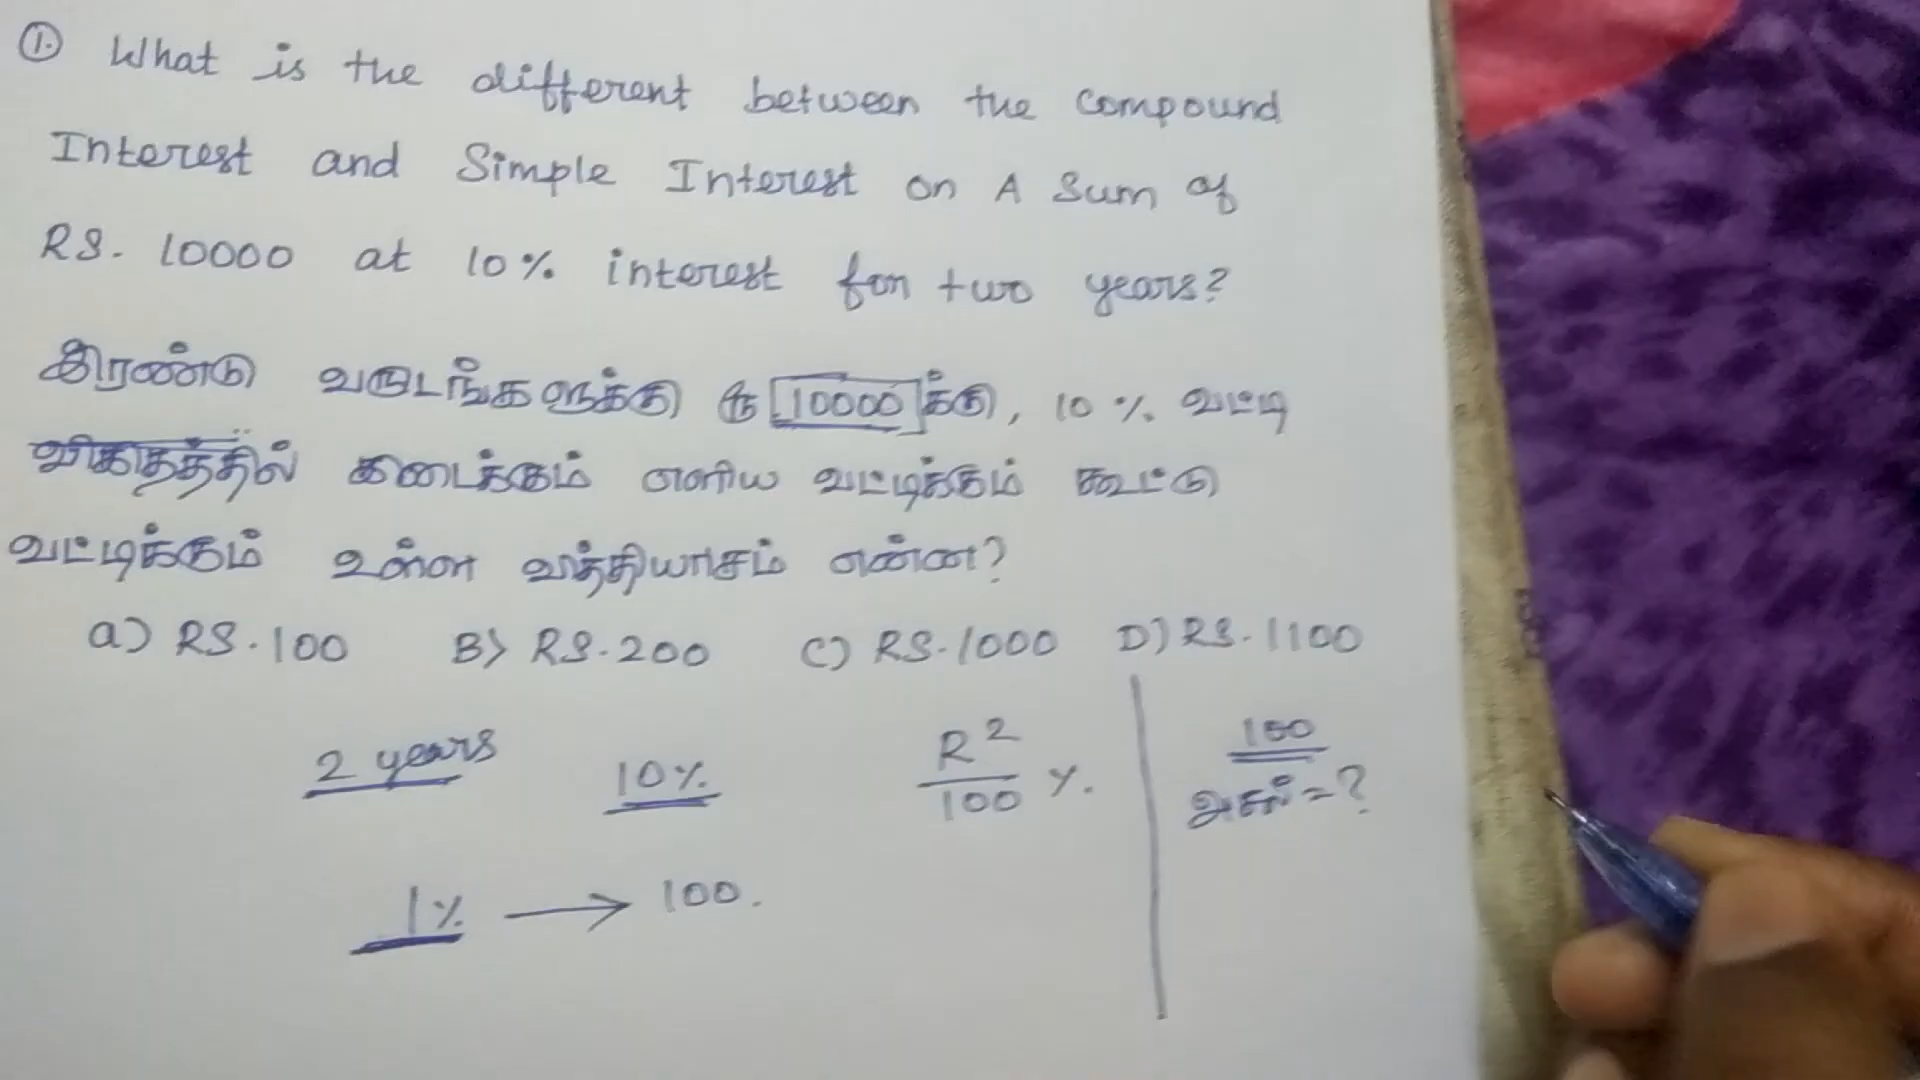 ① What is the different between the compound
Interest and Simple Interest on A Sum of
RS. 10000 at 10% interest for two years?
இரண்டு வருடங்களுக்கு ரூ 10000க்கு, 10% வட்டி
விகிதத்தில் கிடைக்கும் எளிய வட்டிக்கும் கூட்டு
வட்டிக்கும் உள்ள வித்தியாசம் என்ன?
a) RS.100 B) RS.200 C) RS.1000 D) RS.1100
2 years 10% R² / 100 % 100
அசல் = ?
1% → 100.